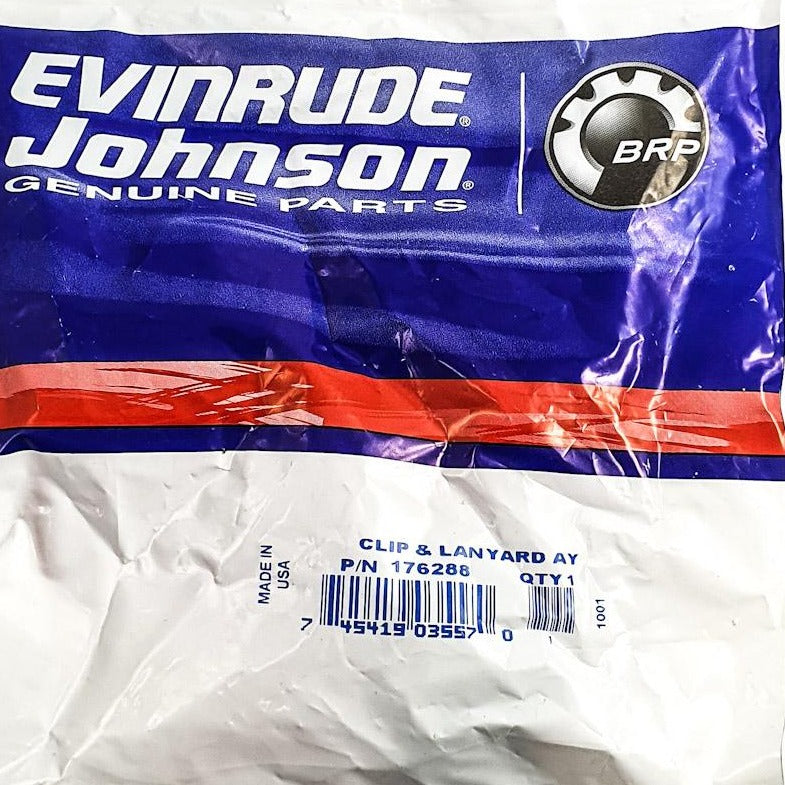 EVINRUDE®
Johnson®
GENUINE PARTS
BRP
CLIP & LANYARD AY
P/N 176288 QTY 1
MADE IN
USA
7 45419 03557 0 1
1001